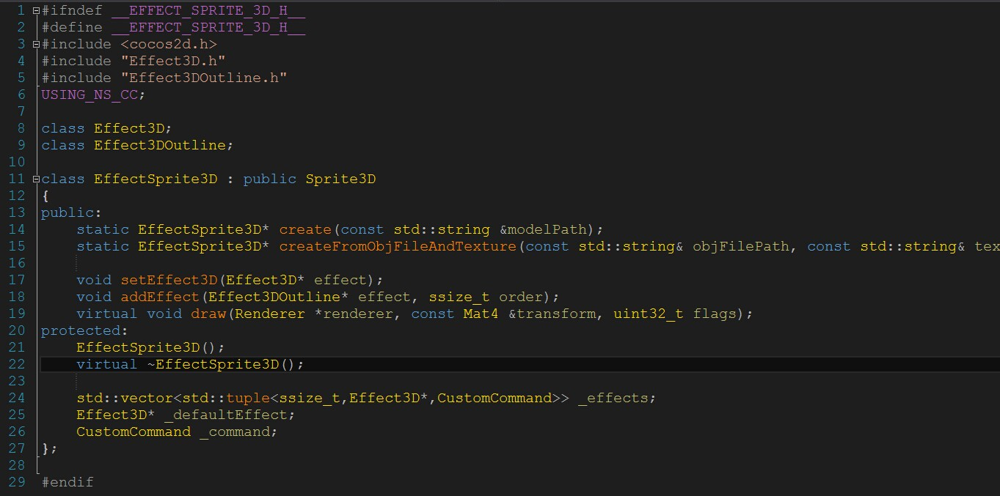 1 #ifndef __EFFECT_SPRITE_3D_H__
2 #define __EFFECT_SPRITE_3D_H__
3 #include <cocos2d.h>
4 #include "Effect3D.h"
5 #include "Effect3DOutline.h"
6 USING_NS_CC;
7
8 class Effect3D;
9 class Effect3DOutline;
10
11 class EffectSprite3D : public Sprite3D
12 {
13 public:
14     static EffectSprite3D* create(const std::string &modelPath);
15     static EffectSprite3D* createFromObjFileAndTexture(const std::string& objFilePath, const std::string& tex
16
17     void setEffect3D(Effect3D* effect);
18     void addEffect(Effect3DOutline* effect, ssize_t order);
19     virtual void draw(Renderer *renderer, const Mat4 &transform, uint32_t flags);
20 protected:
21     EffectSprite3D();
22     virtual ~EffectSprite3D();
23
24     std::vector<std::tuple<ssize_t,Effect3D*,CustomCommand>> _effects;
25     Effect3D* _defaultEffect;
26     CustomCommand _command;
27 };
28
29 #endif